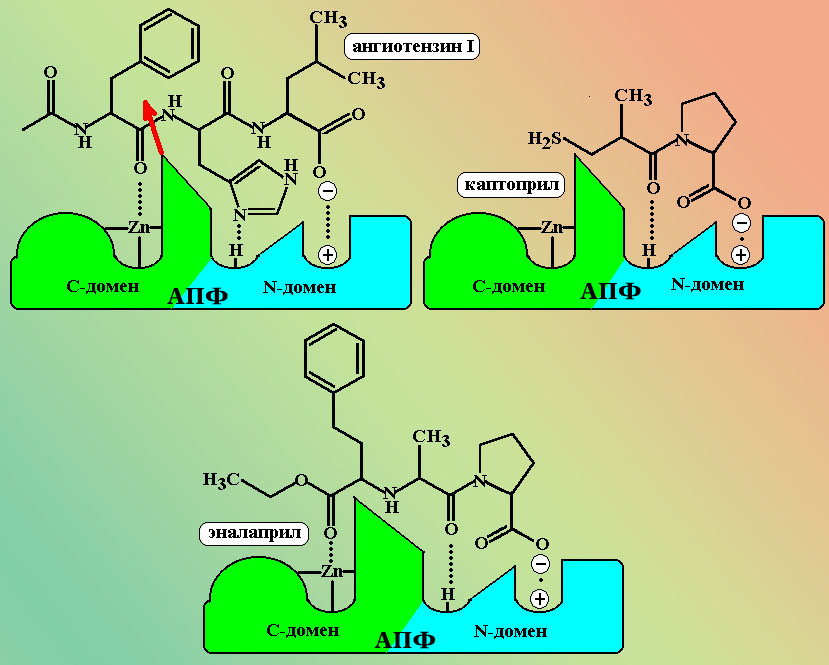 CH3
ангиотензин I
O
CH3
O
H
N
N
H
N
H
O
O
O
H
N
N
−
Zn
H
+
С-домен
АПФ
N-домен
CH3
H2S
N
каптоприл
O
O
O
−
Zn
H
+
С-домен
АПФ
N-домен
CH3
H3C
O
N
H
N
эналаприл
O
O
O
O
−
Zn
H
+
С-домен
АПФ
N-домен